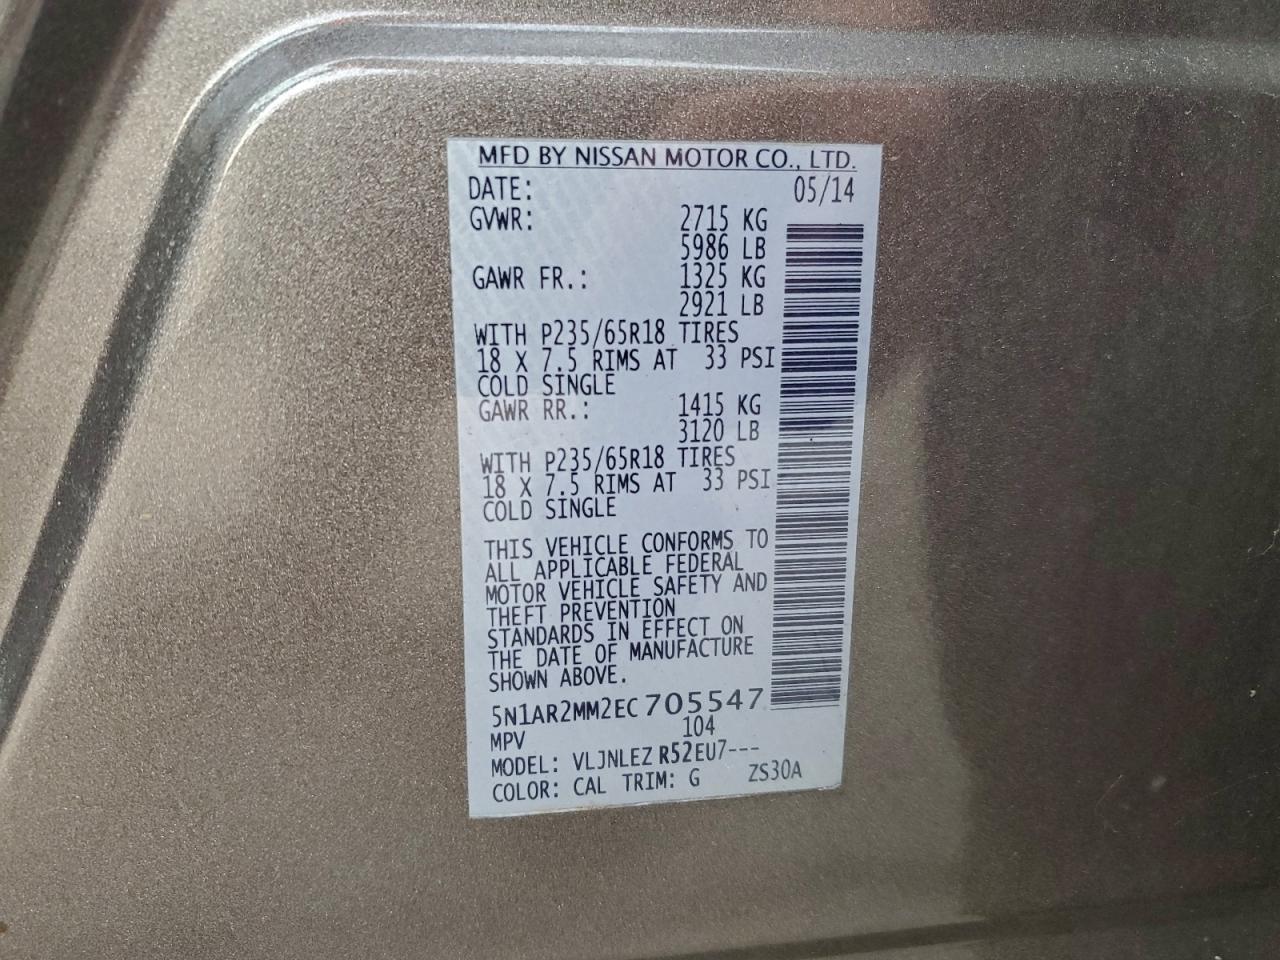 MFD BY NISSAN MOTOR CO., LTD.
DATE: 05/14
GVWR: 2715 KG
5986 LB
GAWR FR.: 1325 KG
2921 LB
WITH P235/65R18 TIRES
18 X 7.5 RIMS AT 33 PSI
COLD SINGLE
GAWR RR.: 1415 KG
3120 LB
WITH P235/65R18 TIRES
18 X 7.5 RIMS AT 33 PSI
COLD SINGLE
THIS VEHICLE CONFORMS TO
ALL APPLICABLE FEDERAL
MOTOR VEHICLE SAFETY AND
THEFT PREVENTION
STANDARDS IN EFFECT ON
THE DATE OF MANUFACTURE
SHOWN ABOVE.
5N1AR2MM2EC705547
MPV 104
MODEL: VLJNLEZ R52EU7---
COLOR: CAL TRIM: G ZS30A